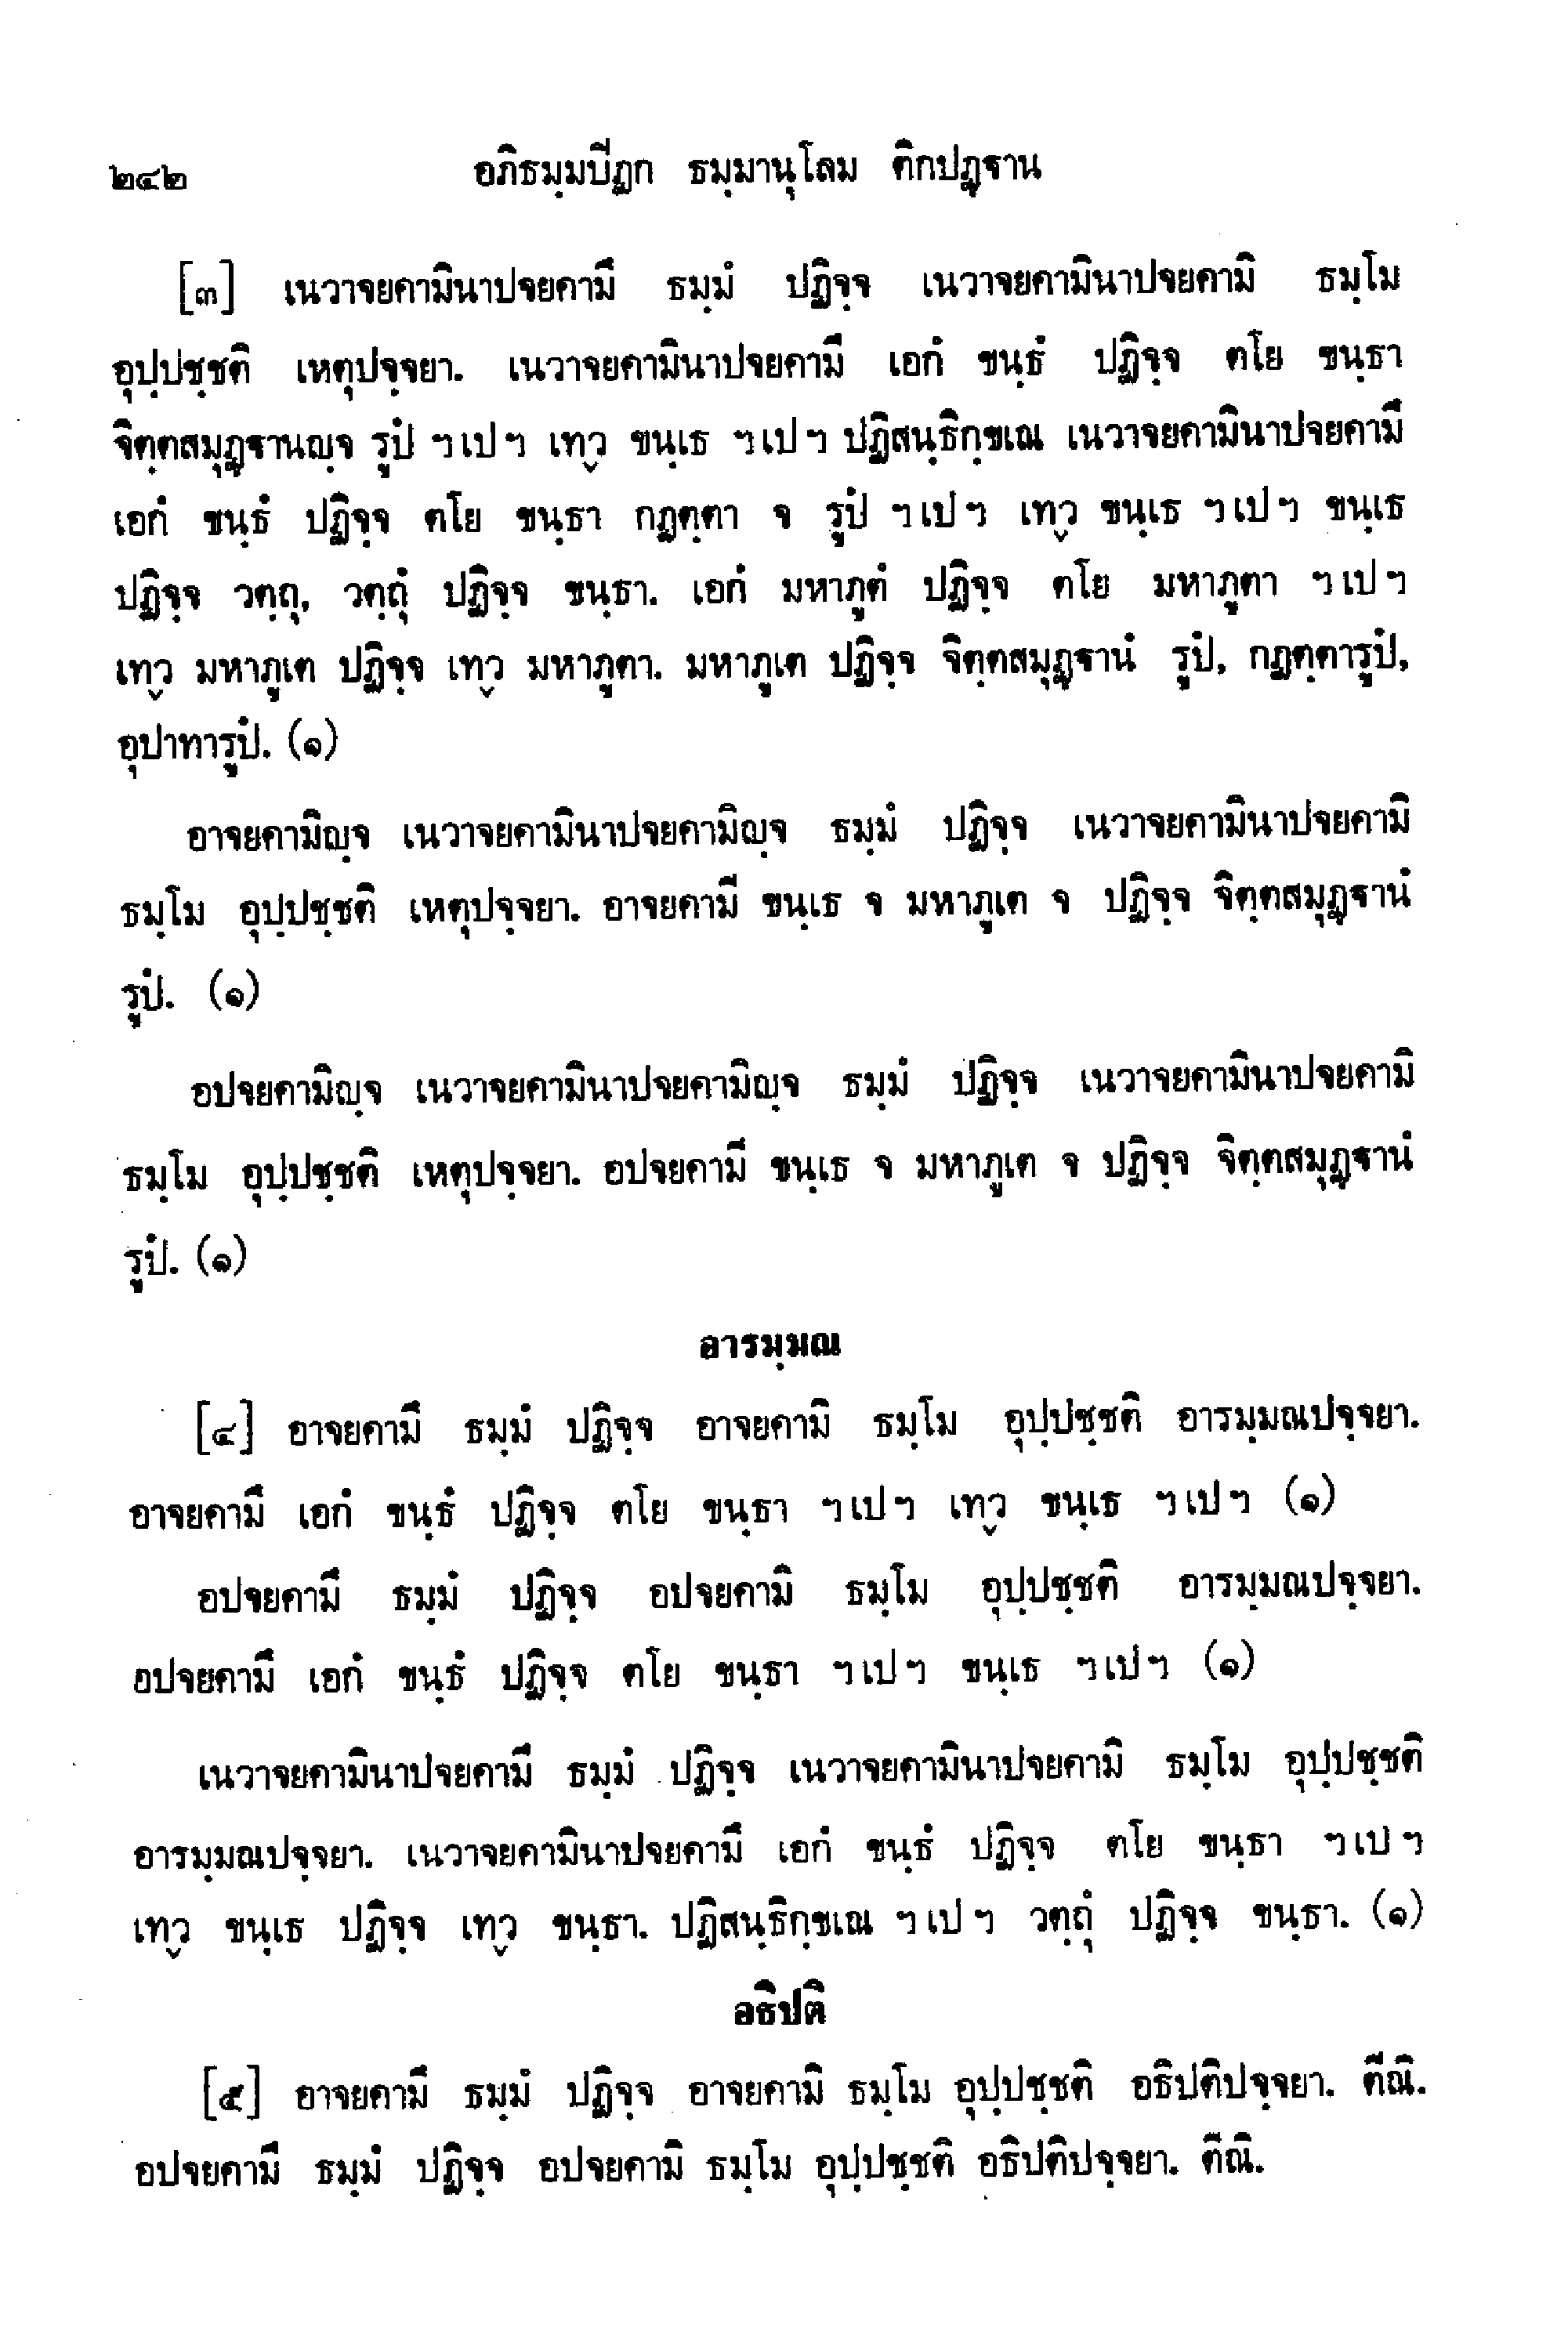 ๒๔๒ อภิธมฺมปีฏก ธมฺมานุโลม ติกปฏฺฐาน
[๓] เนวาจยคามินาปจยคามึ ธมฺมํ ปฏิจฺจ เนวาจยคามินาปจยคามิ ธมฺโม
อุปฺปชฺชติ เหตุปจฺจยา. เนวาจยคามินาปจยคามึ เอกํ ขนฺธํ ปฏิจฺจ ตโย ขนฺธา
จิตฺตสมุฏฺฐานญฺจ รูปํ ฯเปฯ เทฺว ขนฺเธ ฯเปฯ ปฏิสนฺธิกฺขเณ เนวาจยคามินาปจยคามึ
เอกํ ขนฺธํ ปฏิจฺจ ตโย ขนฺธา กฏตฺตา จ รูปํ ฯเปฯ เทฺว ขนฺเธ ฯเปฯ ขนฺเธ
ปฏิจฺจ วตฺถุ, วตฺถุํ ปฏิจฺจ ขนฺธา. เอกํ มหาภูตํ ปฏิจฺจ ตโย มหาภูตา ฯเปฯ
เทฺว มหาภูเต ปฏิจฺจ เทฺว มหาภูตา. มหาภูเต ปฏิจฺจ จิตฺตสมุฏฺฐานํ รูปํ, กฏตฺตารูปํ,
อุปาทารูปํ. (๑)
อาจยคามิญฺจ เนวาจยคามินาปจยคามิญฺจ ธมฺมํ ปฏิจฺจ เนวาจยคามินาปจยคามิ
ธมฺโม อุปฺปชฺชติ เหตุปจฺจยา. อาจยคามี ขนฺเธ จ มหาภูเต จ ปฏิจฺจ จิตฺตสมุฏฺฐานํ
รูปํ. (๑)
อปจยคามิญฺจ เนวาจยคามินาปจยคามิญฺจ ธมฺมํ ปฏิจฺจ เนวาจยคามินาปจยคามิ
ธมฺโม อุปฺปชฺชติ เหตุปจฺจยา. อปจยคามี ขนฺเธ จ มหาภูเต จ ปฏิจฺจ จิตฺตสมุฏฺฐานํ
รูปํ. (๑)
อารมฺมณ
[๔] อาจยคามึ ธมฺมํ ปฏิจฺจ อาจยคามิ ธมฺโม อุปฺปชฺชติ อารมฺมณปจฺจยา.
อาจยคามึ เอกํ ขนฺธํ ปฏิจฺจ ตโย ขนฺธา ฯเปฯ เทฺว ขนฺเธ ฯเปฯ (๑)
อปจยคามึ ธมฺมํ ปฏิจฺจ อปจยคามิ ธมฺโม อุปฺปชฺชติ อารมฺมณปจฺจยา.
อปจยคามึ เอกํ ขนฺธํ ปฏิจฺจ ตโย ขนฺธา ฯเปฯ ขนฺเธ ฯเปฯ (๑)
เนวาจยคามินาปจยคามึ ธมฺมํ ปฏิจฺจ เนวาจยคามินาปจยคามิ ธมฺโม อุปฺปชฺชติ
อารมฺมณปจฺจยา. เนวาจยคามินาปจยคามึ เอกํ ขนฺธํ ปฏิจฺจ ตโย ขนฺธา ฯเปฯ
เทฺว ขนฺเธ ปฏิจฺจ เทฺว ขนฺธา. ปฏิสนฺธิกฺขเณ ฯเปฯ วตฺถุํ ปฏิจฺจ ขนฺธา. (๑)
อธิปติ
[๕] อาจยคามึ ธมฺมํ ปฏิจฺจ อาจยคามิ ธมฺโม อุปฺปชฺชติ อธิปติปจฺจยา. ตีณิ.
อปจยคามึ ธมฺมํ ปฏิจฺจ อปจยคามิ ธมฺโม อุปฺปชฺชติ อธิปติปจฺจยา. ตีณิ.